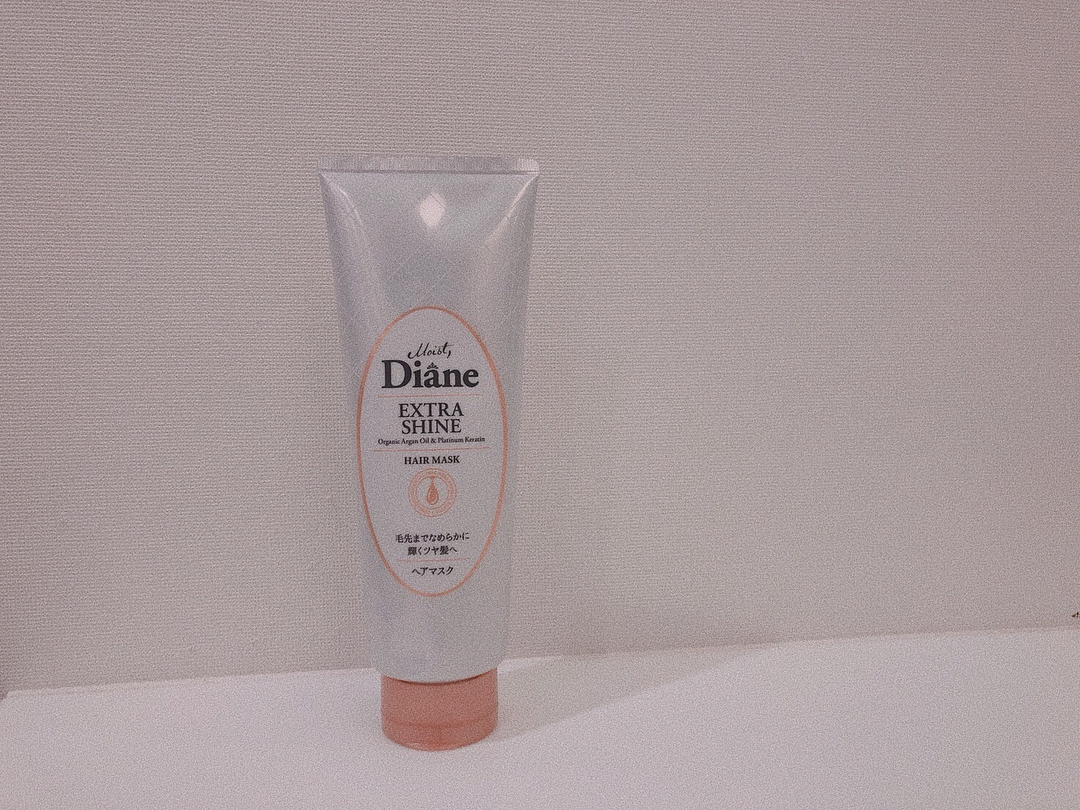 Moist,
Diâne
EXTRA
SHINE
Organic Argan Oil & Platinum Keratin
HAIR MASK
毛先までなめらかに
輝くツヤ髪へ
ヘアマスク